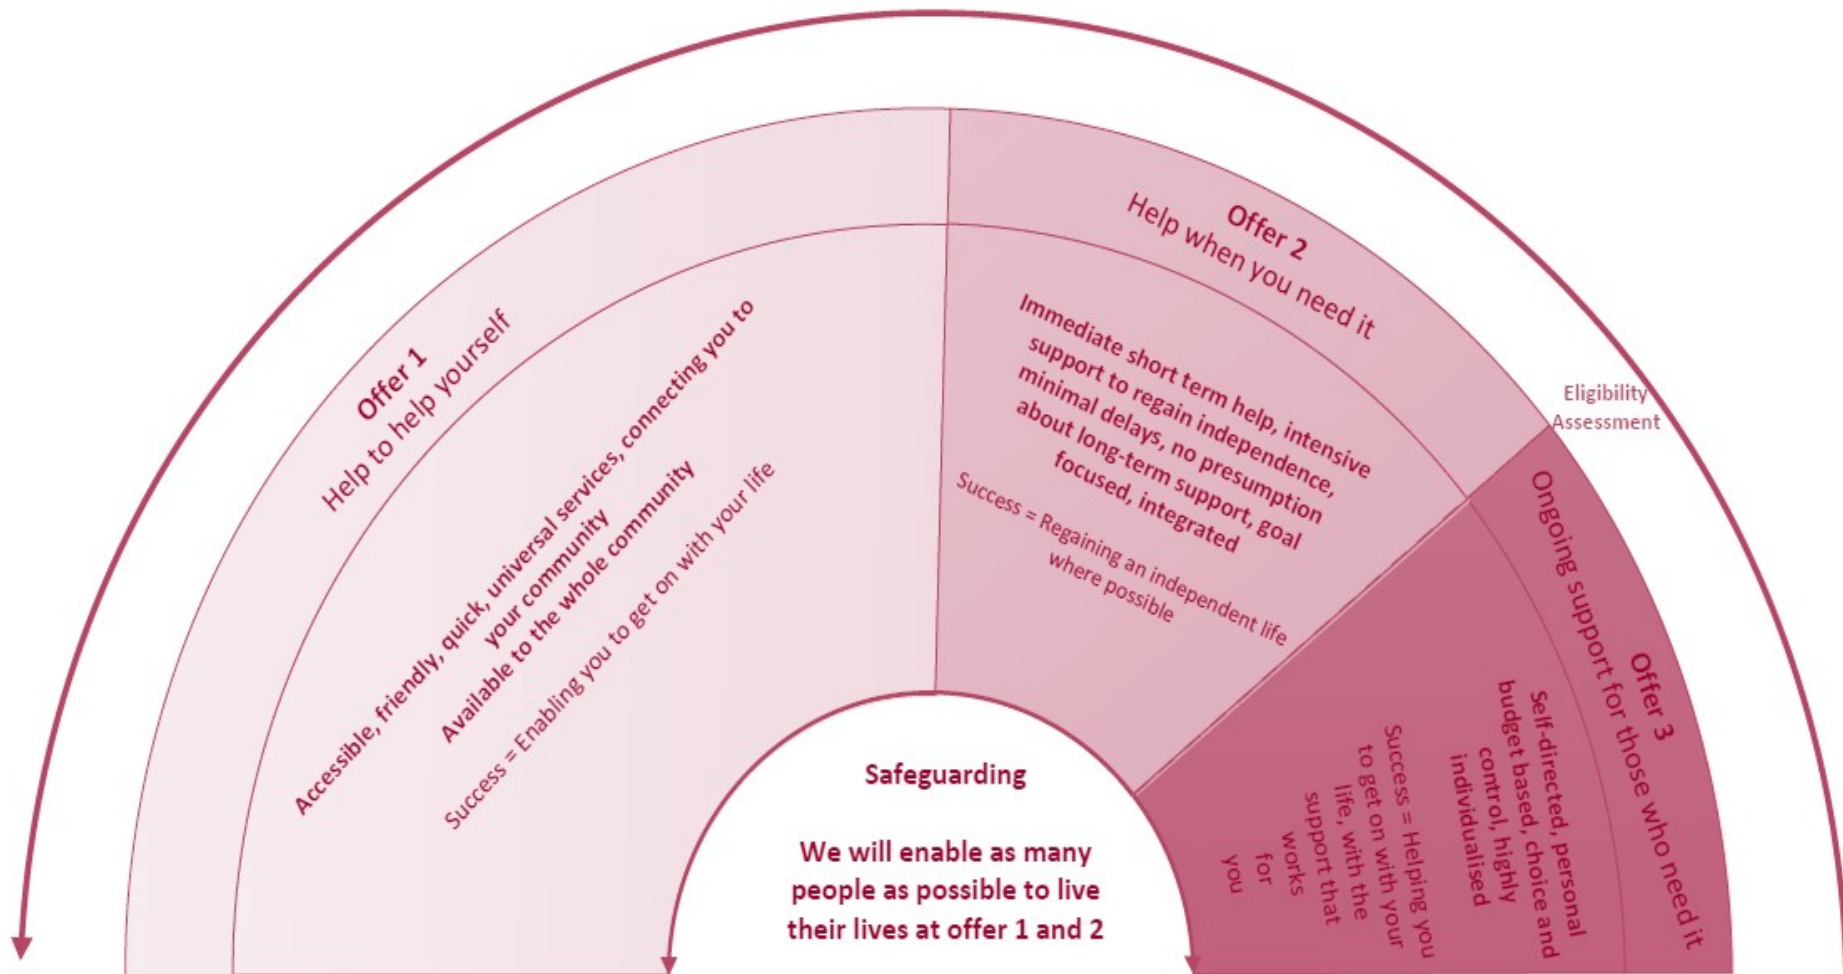 Offer 1
Help to help yourself
Accessible, friendly, quick, universal services, connecting you to
your community
Available to the whole community
Success = Enabling you to get on with your life
Offer 2
Help when you need it
Immediate short term help, intensive
support to regain independence,
minimal delays, no presumption
about long-term support, goal
focused, integrated
Success = Regaining an independent life
where possible
Eligibility
Assessment
Offer 3
Ongoing support for those who need it
Self-directed, personal
budget based, choice and
control, highly
individualised
Success = Helping you
to get on with your
life, with the
support that
works
for
you
Safeguarding
We will enable as many
people as possible to live
their lives at offer 1 and 2